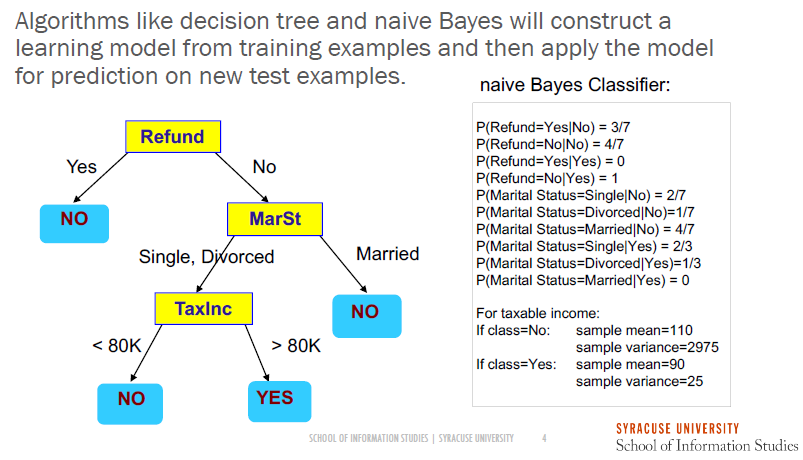 Algorithms like decision tree and naive Bayes will construct a
learning model from training examples and then apply the model
for prediction on new test examples.
naive Bayes Classifier:
Refund
Yes
No
NO
MarSt
Single, Divorced
Married
TaxInc
NO
< 80K
> 80K
NO
YES
P(Refund=Yes|No) = 3/7
P(Refund=No|No) = 4/7
P(Refund=Yes|Yes) = 0
P(Refund=No|Yes) = 1
P(Marital Status=Single|No) = 2/7
P(Marital Status=Divorced|No)=1/7
P(Marital Status=Married|No) = 4/7
P(Marital Status=Single|Yes) = 2/3
P(Marital Status=Divorced|Yes)=1/3
P(Marital Status=Married|Yes) = 0
For taxable income:
If class=No: sample mean=110
sample variance=2975
If class=Yes: sample mean=90
sample variance=25
SCHOOL OF INFORMATION STUDIES | SYRACUSE UNIVERSITY 4
SYRACUSE UNIVERSITY
School of Information Studies